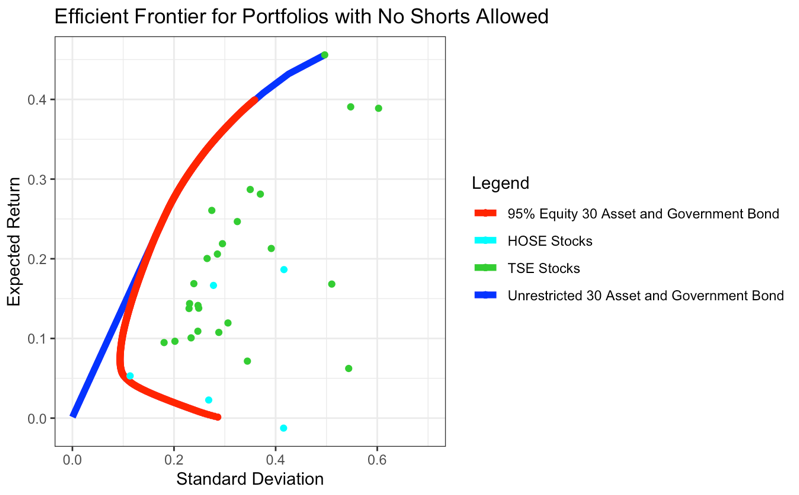 Efficient Frontier for Portfolios with No Shorts Allowed
Expected Return
0.4
0.3
0.2
0.1
0.0
0.0 0.2 0.4 0.6
Standard Deviation
Legend
95% Equity 30 Asset and Government Bond
HOSE Stocks
TSE Stocks
Unrestricted 30 Asset and Government Bond